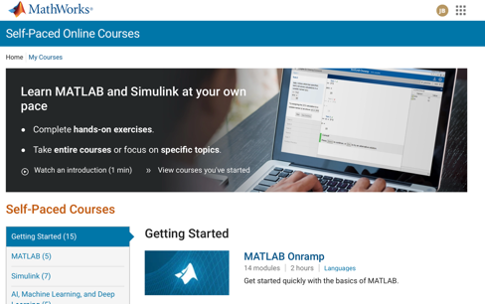 MathWorks®
JB
Self-Paced Online Courses
Home My Courses
Learn MATLAB and Simulink at your own
pace
• Complete hands-on exercises.
• Take entire courses or focus on specific topics.
Watch an introduction (1 min) » View courses you've started
Self-Paced Courses
Getting Started (15)
MATLAB (5)
Simulink (7)
AI, Machine Learning, and Deep
Learning (5)
Getting Started
MATLAB Onramp
14 modules | 2 hours | Languages
Get started quickly with the basics of MATLAB.